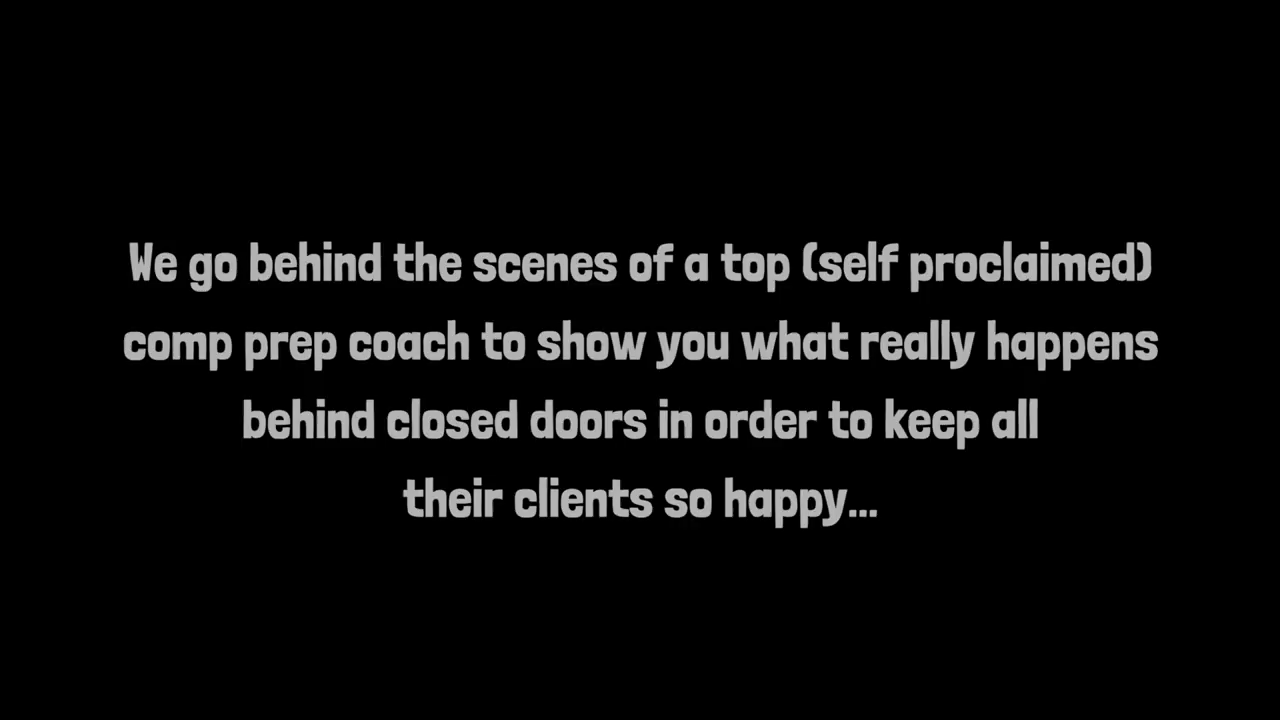 We go behind the scenes of a top (self proclaimed)
comp prep coach to show you what really happens
behind closed doors in order to keep all
their clients so happy...